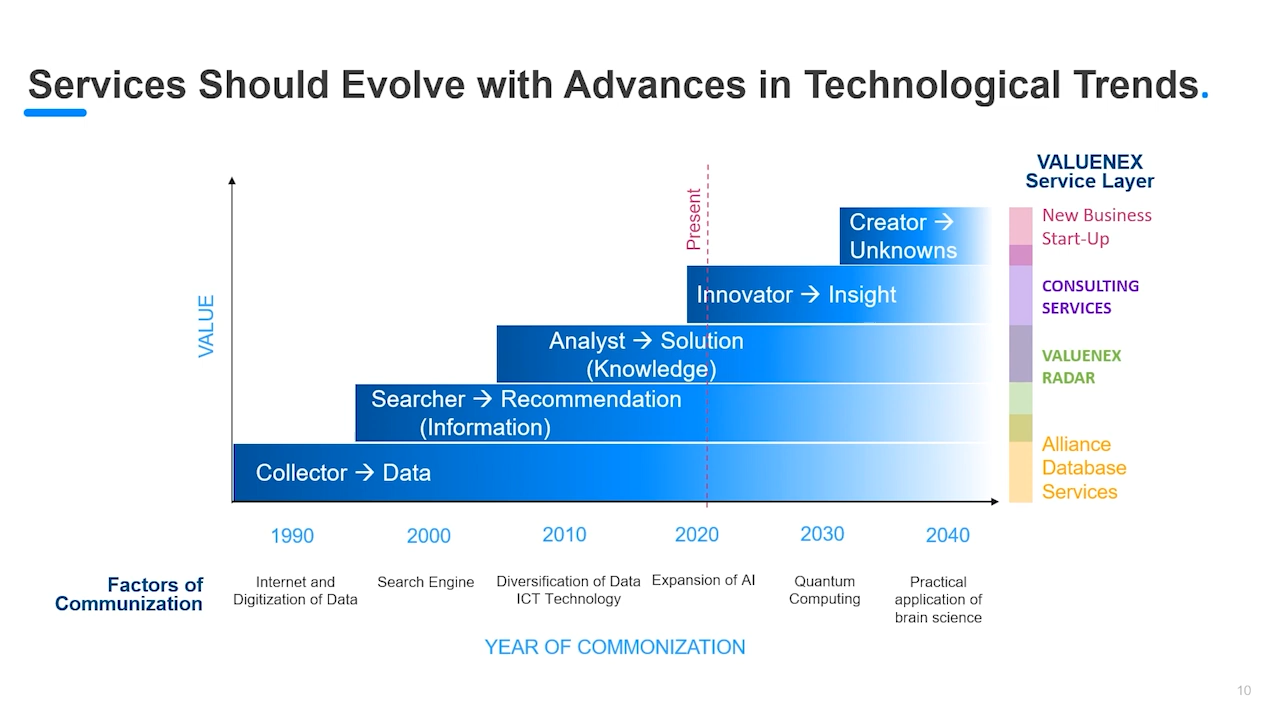 Services Should Evolve with Advances in Technological Trends.
VALUENEX
Service Layer
VALUE
Present
Creator → 
Unknowns
Innovator → Insight
Analyst → Solution
(Knowledge)
Searcher → Recommendation
(Information)
Collector → Data
New Business
Start-Up
CONSULTING
SERVICES
VALUENEX
RADAR
Alliance
Database
Services
1990
2000
2010
2020
2030
2040
Factors of
Communization
Internet and
Digitization of Data
Search Engine
Diversification of Data
ICT Technology
Expansion of AI
Quantum
Computing
Practical
application of
brain science
YEAR OF COMMONIZATION
10